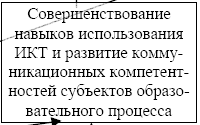 Совершенствование
навыков использования
ИКТ и развитие комму-
никационных компетент-
ностей субъектов образо-
вательного процесса